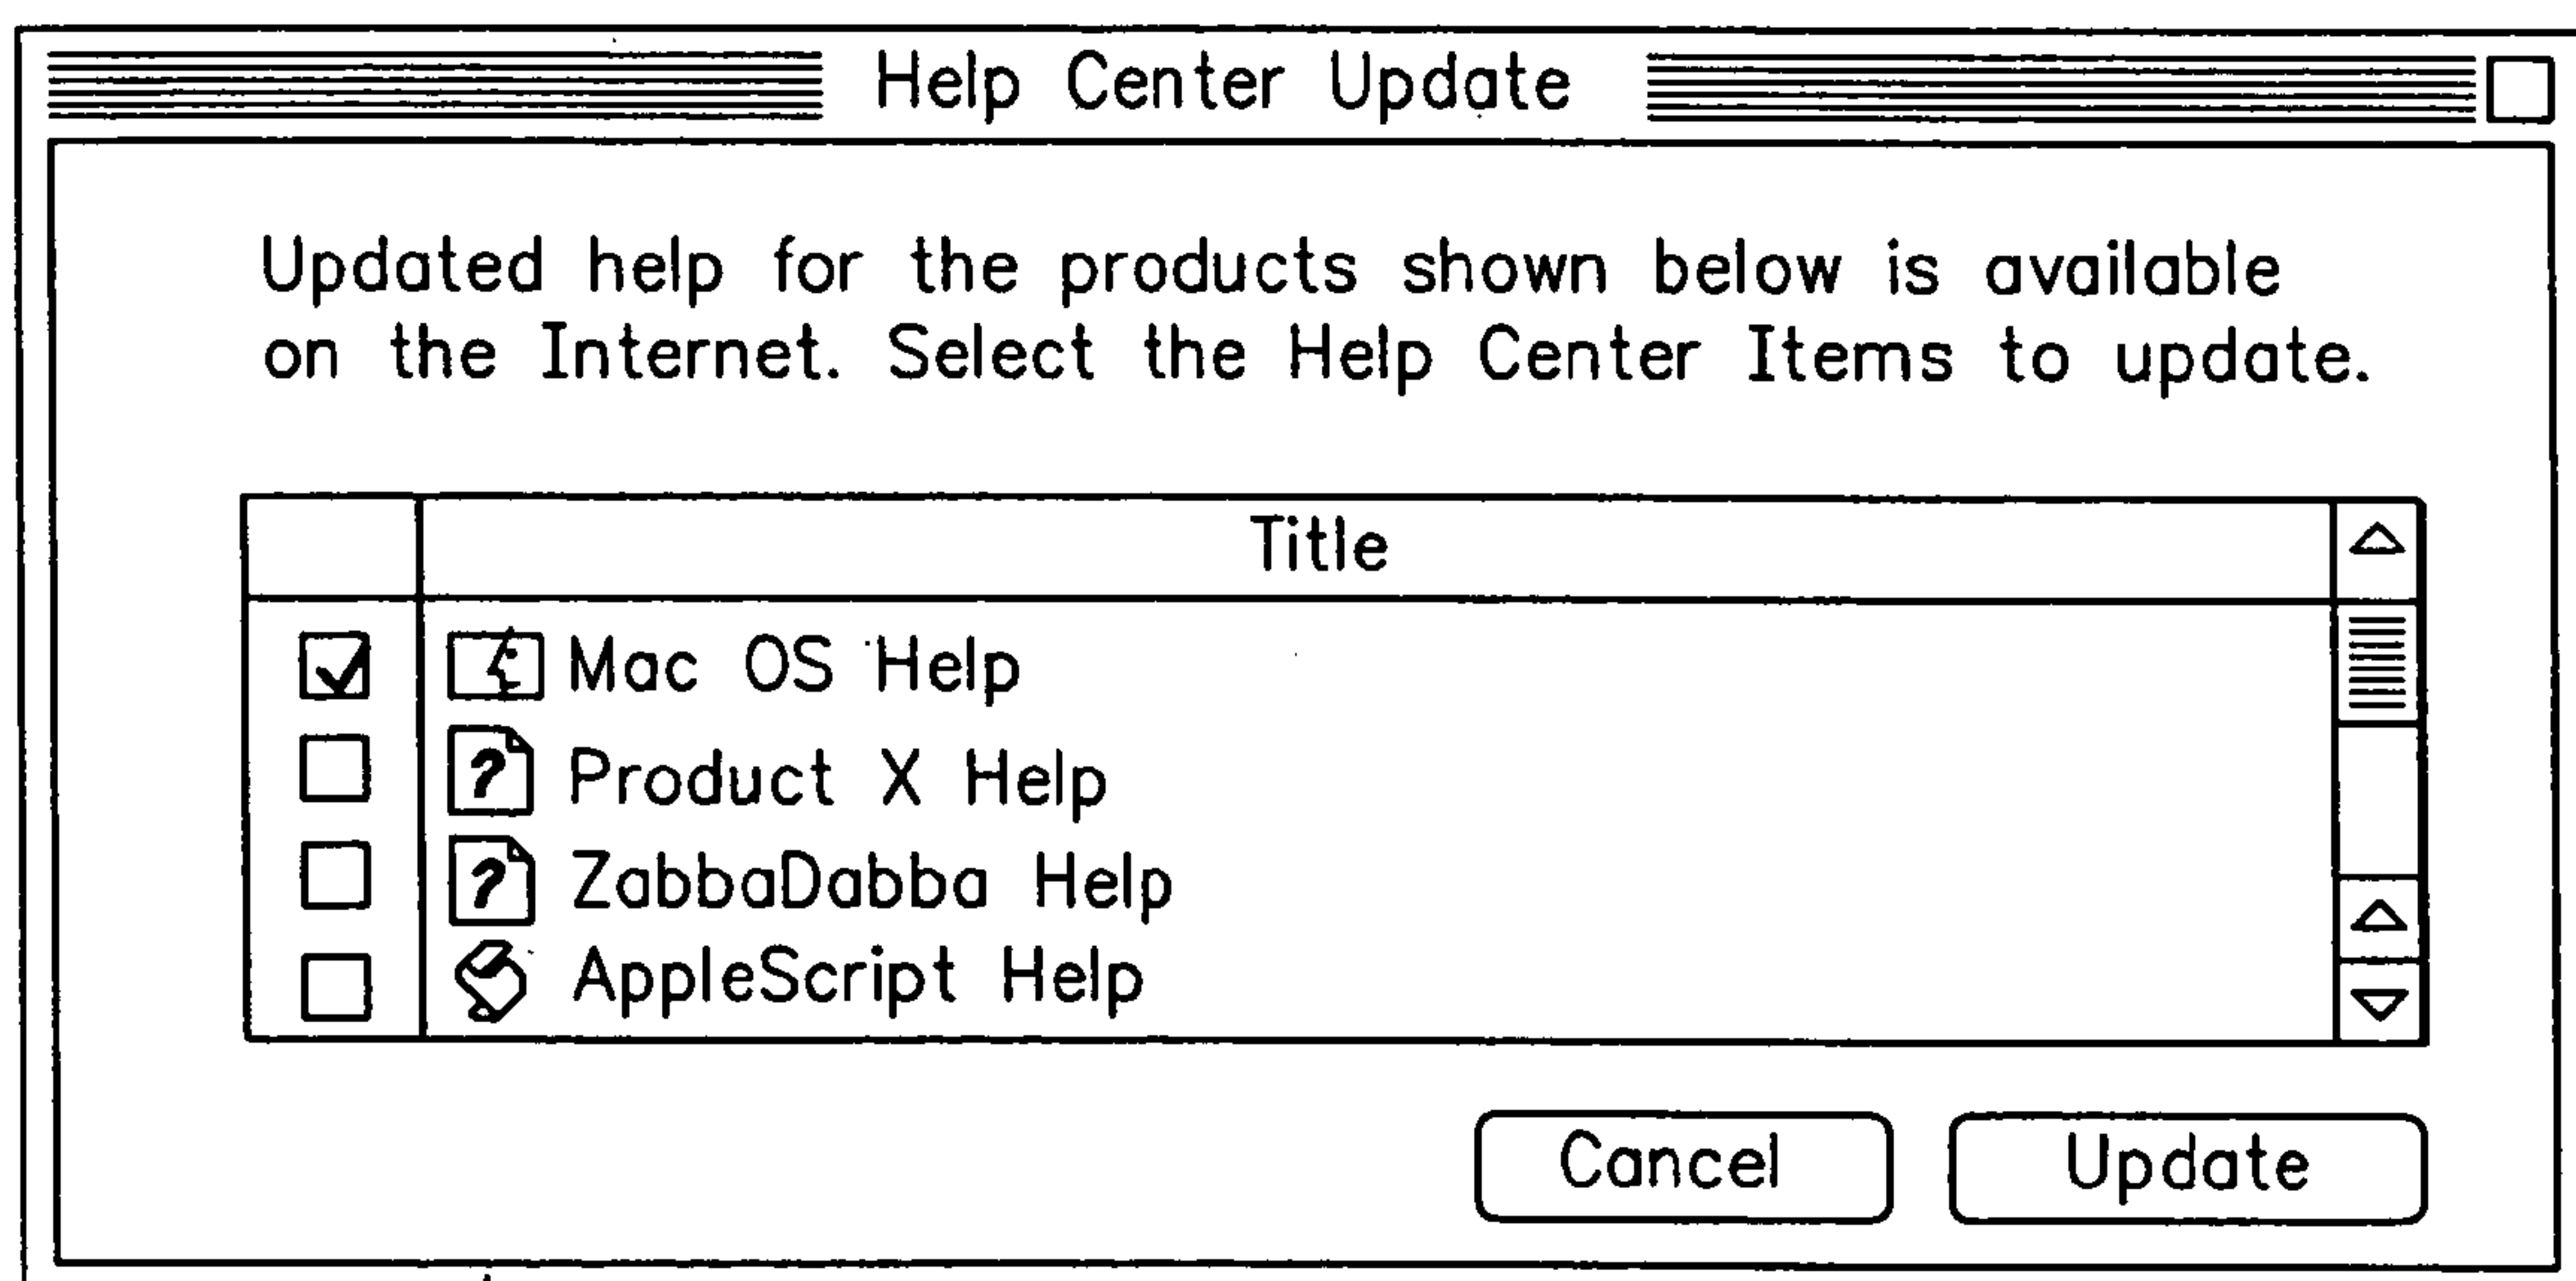 Help Center Update
Updated help for the products shown below is available
on the Internet. Select the Help Center Items to update.
Title
Mac OS Help
? Product X Help
? ZabbaDabba Help
AppleScript Help
Cancel Update